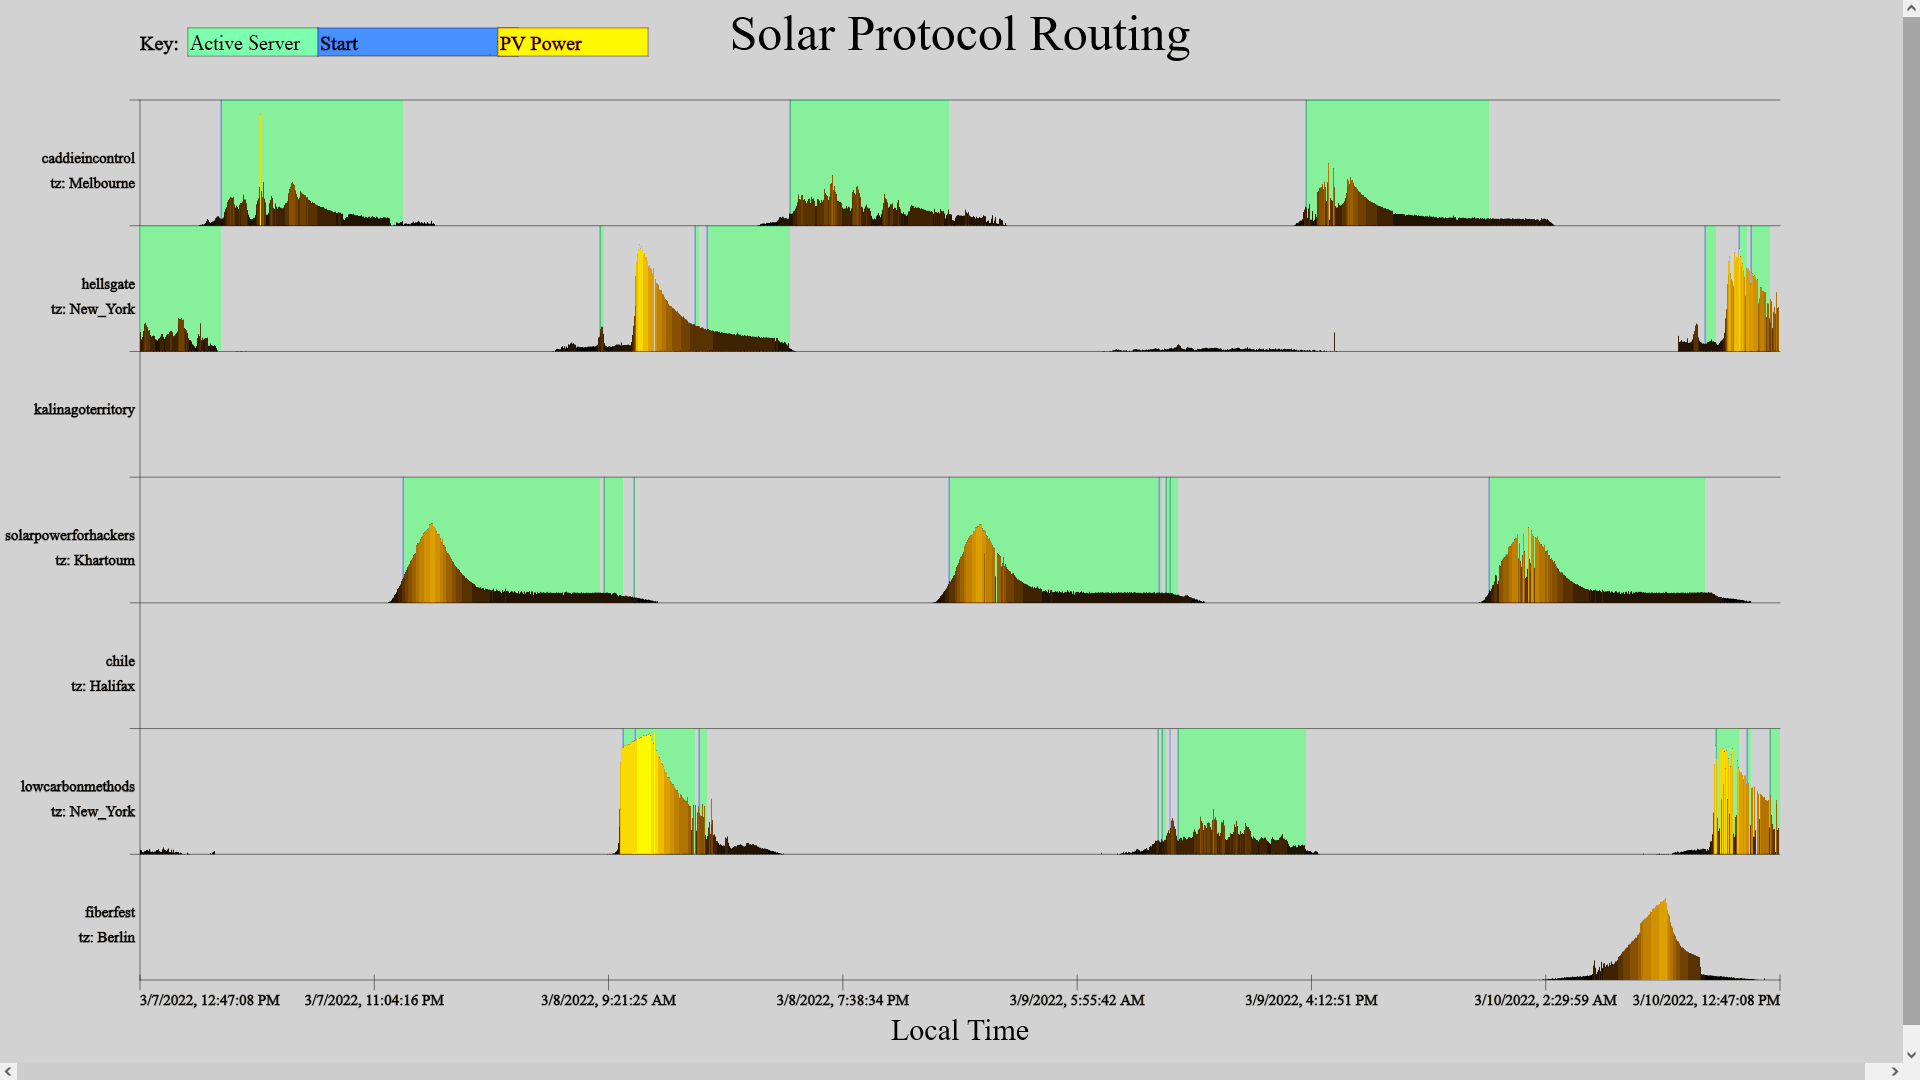 Solar Protocol Routing
Key: Active Server Start PV Power
caddieincontrol
tz: Melbourne
hellsgate
tz: New_York
kalinagoterritory
solarpowerforhackers
tz: Khartoum
chile
tz: Halifax
lowcarbonmethods
tz: New_York
fiberfest
tz: Berlin
3/7/2022, 12:47:08 PM 3/7/2022, 11:04:16 PM 3/8/2022, 9:21:25 AM 3/8/2022, 7:38:34 PM 3/9/2022, 5:55:42 AM 3/9/2022, 4:12:51 PM 3/10/2022, 2:29:59 AM 3/10/2022, 12:47:08 PM
Local Time